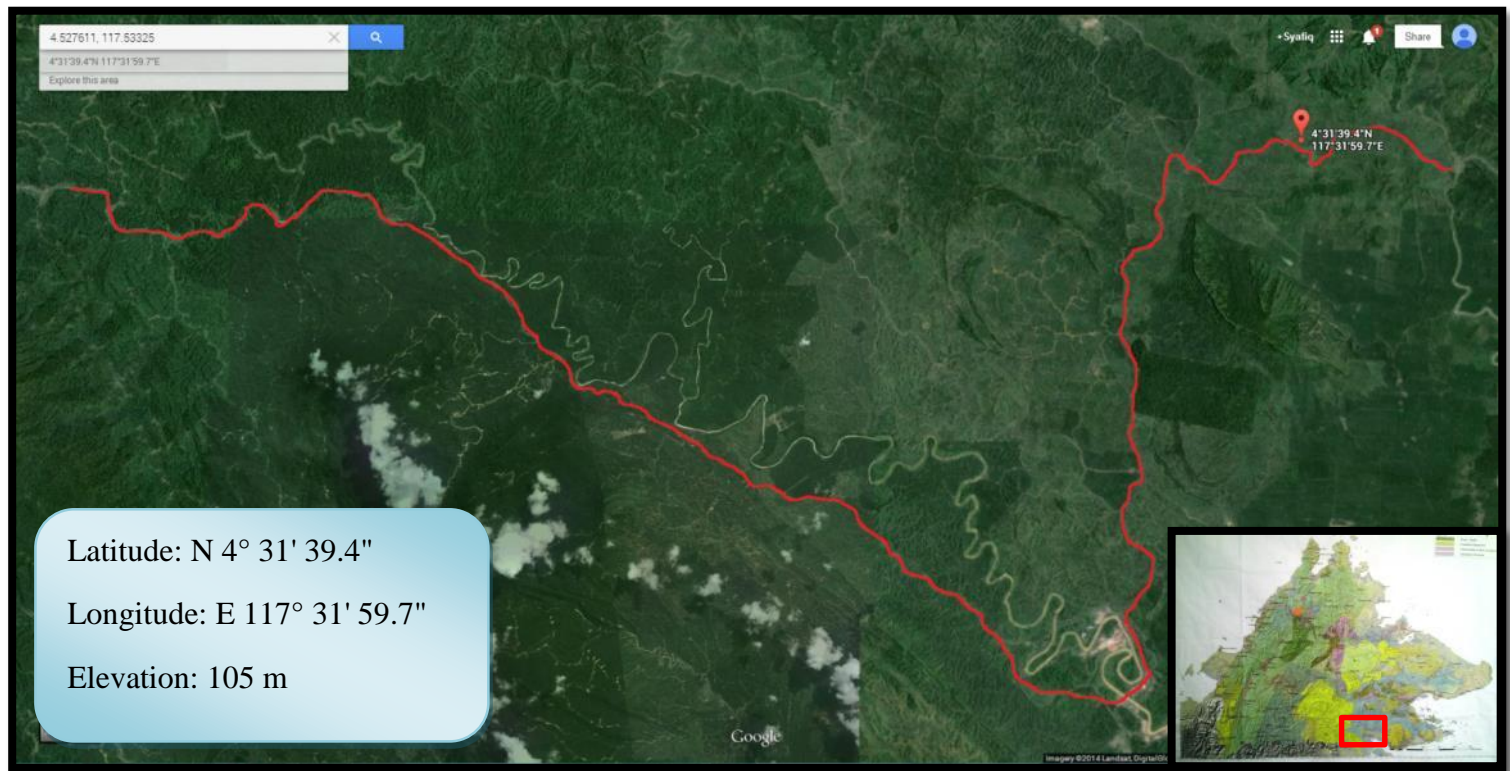 4.527611, 117.53325
4°31'39.4"N 117°31'59.7"E
Explore this area
+Syafiq
1
Share
4°31'39.4"N
117°31'59.7"E
Latitude: N 4° 31' 39.4"
Longitude: E 117° 31' 59.7"
Elevation: 105 m
Google
Imagery ©2014 Landsat,